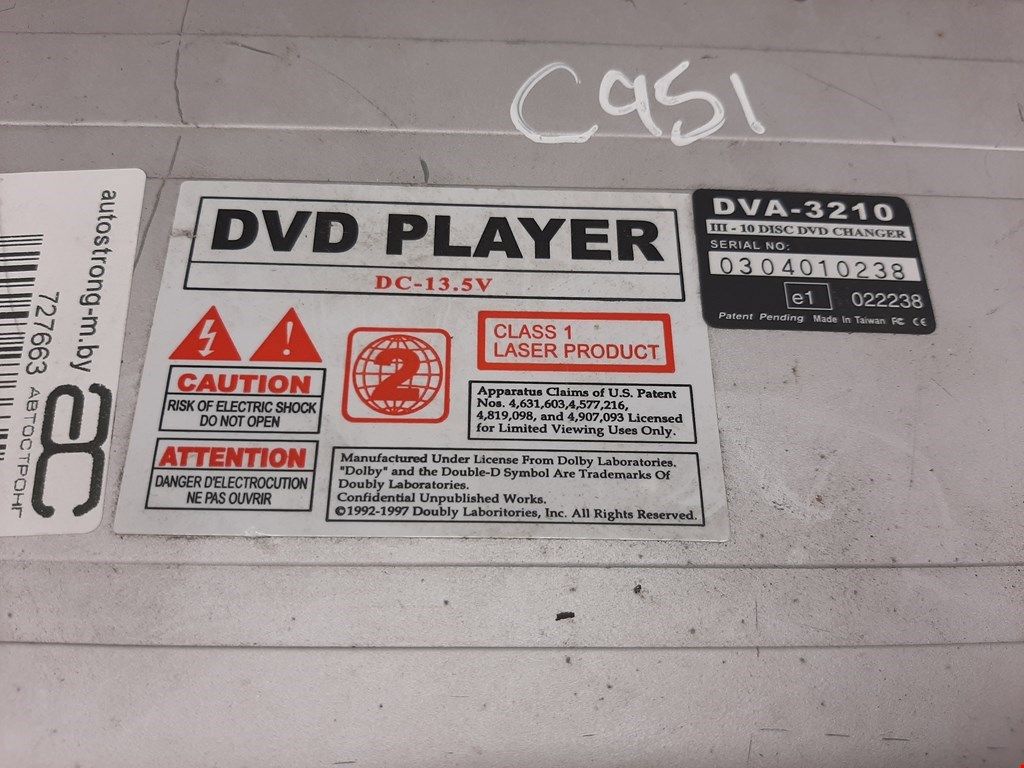 C951
autostrong-m.by
727663
ac
АВТОСТРОНГ
DVD PLAYER
DC-13.5V
CAUTION
RISK OF ELECTRIC SHOCK
DO NOT OPEN
ATTENTION
DANGER D'ELECTROCUTION
NE PAS OUVRIR
2
CLASS 1
LASER PRODUCT
Apparatus Claims of U.S. Patent
Nos. 4,631,603,4,577,216,
4,819,098, and 4,907,093 Licensed
for Limited Viewing Uses Only.
Manufactured Under License From Dolby Laboratories.
"Dolby" and the Double-D Symbol Are Trademarks Of
Doubly Laboratories.
Confidential Unpublished Works.
©1992-1997 Doubly Laboritories, Inc. All Rights Reserved.
DVA-3210
III - 10 DISC DVD CHANGER
SERIAL NO:
0304010238
e1 022238
Patent Pending Made In Taiwan FC CE